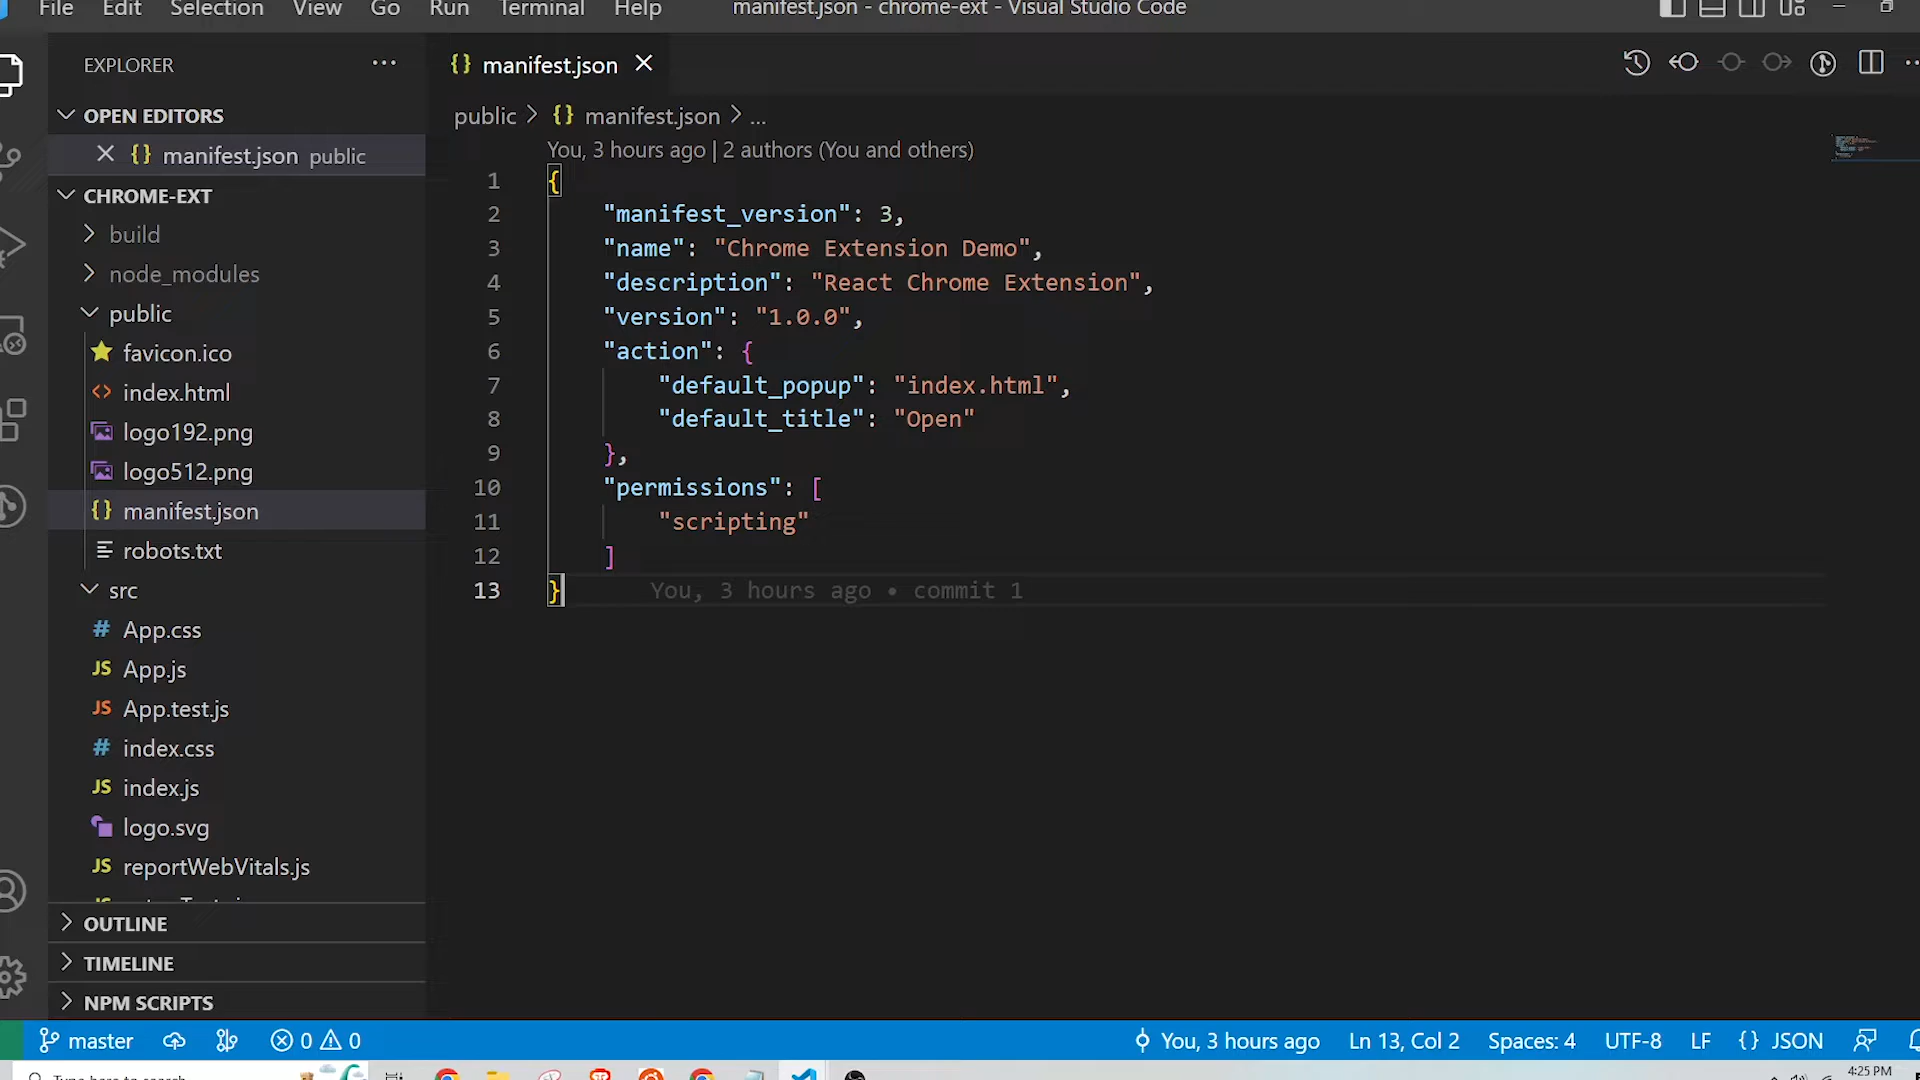 File Edit Selection View Go Run Terminal Help manifest.json - chrome-ext - Visual Studio Code
EXPLORER
OPEN EDITORS
manifest.json public
CHROME-EXT
build
node_modules
public
favicon.ico
index.html
logo192.png
logo512.png
manifest.json
robots.txt
src
App.css
App.js
App.test.js
index.css
index.js
logo.svg
reportWebVitals.js
OUTLINE
TIMELINE
NPM SCRIPTS
{} manifest.json
public > {} manifest.json > ...
You, 3 hours ago | 2 authors (You and others)
1 {
2 "manifest_version": 3,
3 "name": "Chrome Extension Demo",
4 "description": "React Chrome Extension",
5 "version": "1.0.0",
6 "action": {
7 "default_popup": "index.html",
8 "default_title": "Open"
9 },
10 "permissions": [
11 "scripting"
12 ]
13 } You, 3 hours ago • commit 1
master 0 0 You, 3 hours ago Ln 13, Col 2 Spaces: 4 UTF-8 LF {} JSON
Type here to search 4:25 PM